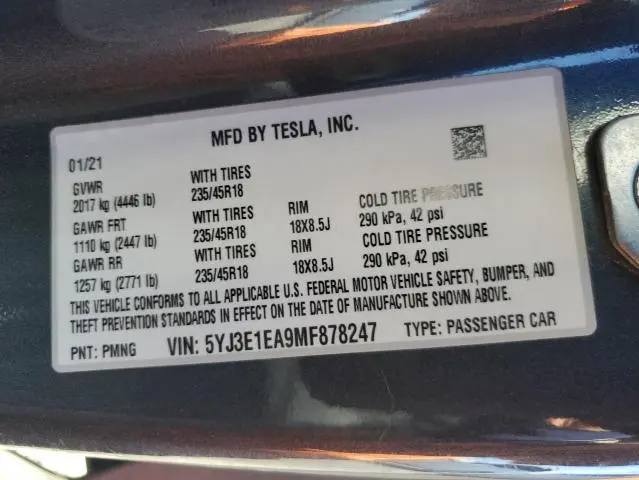 MFD BY TESLA, INC.
01/21
GVWR WITH TIRES
2017 kg (4446 lb) 235/45R18
GAWR FRT WITH TIRES RIM COLD TIRE PRESSURE
1110 kg (2447 lb) 235/45R18 18X8.5J 290 kPa, 42 psi
GAWR RR WITH TIRES RIM COLD TIRE PRESSURE
1257 kg (2771 lb) 235/45R18 18X8.5J 290 kPa, 42 psi
THIS VEHICLE CONFORMS TO ALL APPLICABLE U.S. FEDERAL MOTOR VEHICLE SAFETY, BUMPER, AND
THEFT PREVENTION STANDARDS IN EFFECT ON THE DATE OF MANUFACTURE SHOWN ABOVE.
PNT: PMNG VIN: 5YJ3E1EA9MF878247 TYPE: PASSENGER CAR